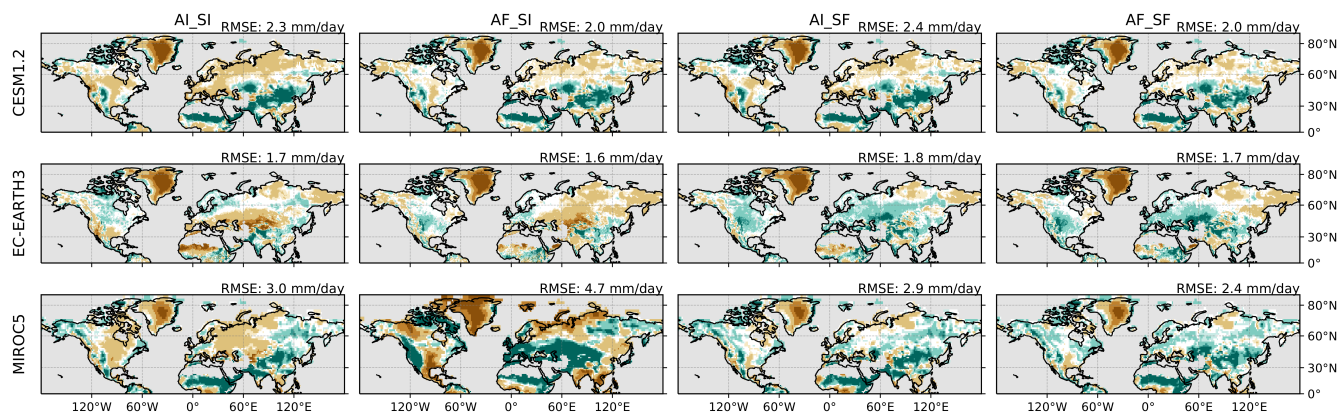 AI_SI AF_SI AI_SF AF_SF
RMSE: 2.3 mm/day RMSE: 2.0 mm/day RMSE: 2.4 mm/day RMSE: 2.0 mm/day
CESM1.2
80°N
60°N
30°N
0°
RMSE: 1.7 mm/day RMSE: 1.6 mm/day RMSE: 1.8 mm/day RMSE: 1.7 mm/day
EC-EARTH3
80°N
60°N
30°N
0°
RMSE: 3.0 mm/day RMSE: 4.7 mm/day RMSE: 2.9 mm/day RMSE: 2.4 mm/day
MIROC5
80°N
60°N
30°N
0°
120°W 60°W 0° 60°E 120°E 120°W 60°W 0° 60°E 120°E 120°W 60°W 0° 60°E 120°E 120°W 60°W 0° 60°E 120°E